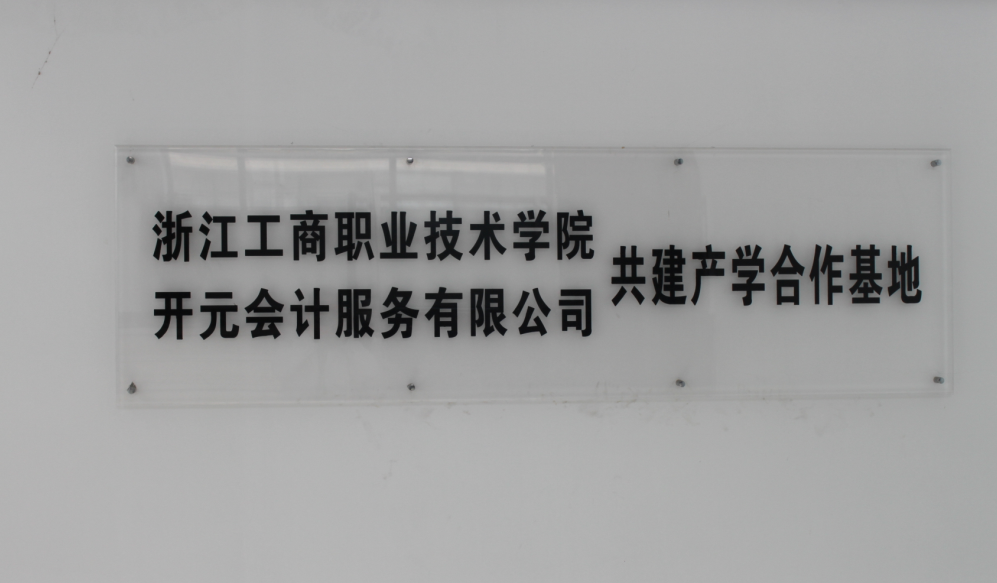 浙江工商职业技术学院
开元会计服务有限公司
共建产学合作基地